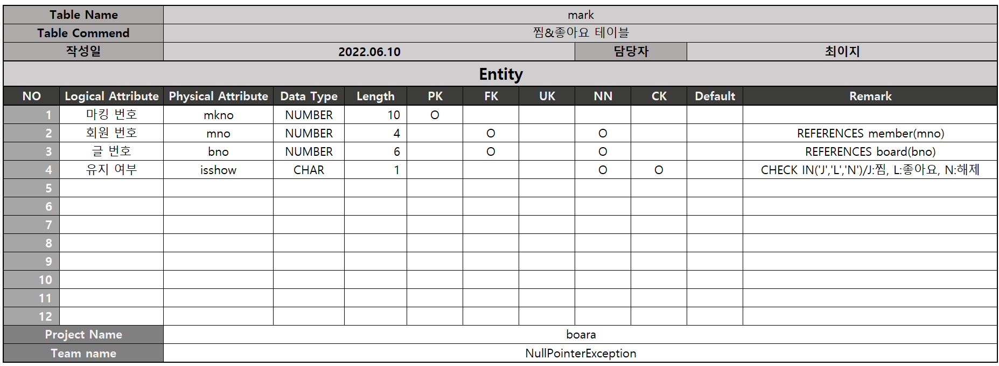 Table Name mark
Table Commend 찜&좋아요 테이블
작성일 2022.06.10 담당자 최이지
Entity
NO Logical Attribute Physical Attribute Data Type Length PK FK UK NN CK Default Remark
1 마킹 번호 mkno NUMBER 10 O
2 회원 번호 mno NUMBER 4 O O REFERENCES member(mno)
3 글 번호 bno NUMBER 6 O O REFERENCES board(bno)
4 유지 여부 isshow CHAR 1 O O CHECK IN('J','L','N')/J:찜, L:좋아요, N:해제
5
6
7
8
9
10
11
12
Project Name boara
Team name NullPointerException